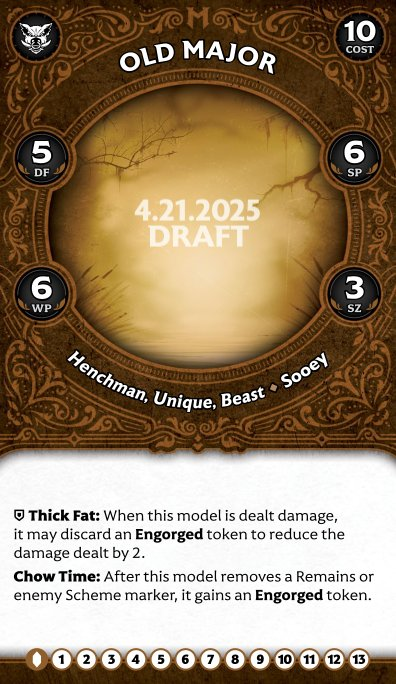 OLD MAJOR
10
COST
5
DF
6
SP
4.21.2025
DRAFT
6
WP
3
SZ
Henchman, Unique, Beast ⬥ Sooey
Thick Fat: When this model is dealt damage,
it may discard an Engorged token to reduce the
damage dealt by 2.
Chow Time: After this model removes a Remains or
enemy Scheme marker, it gains an Engorged token.
1 2 3 4 5 6 7 8 9 10 11 12 13